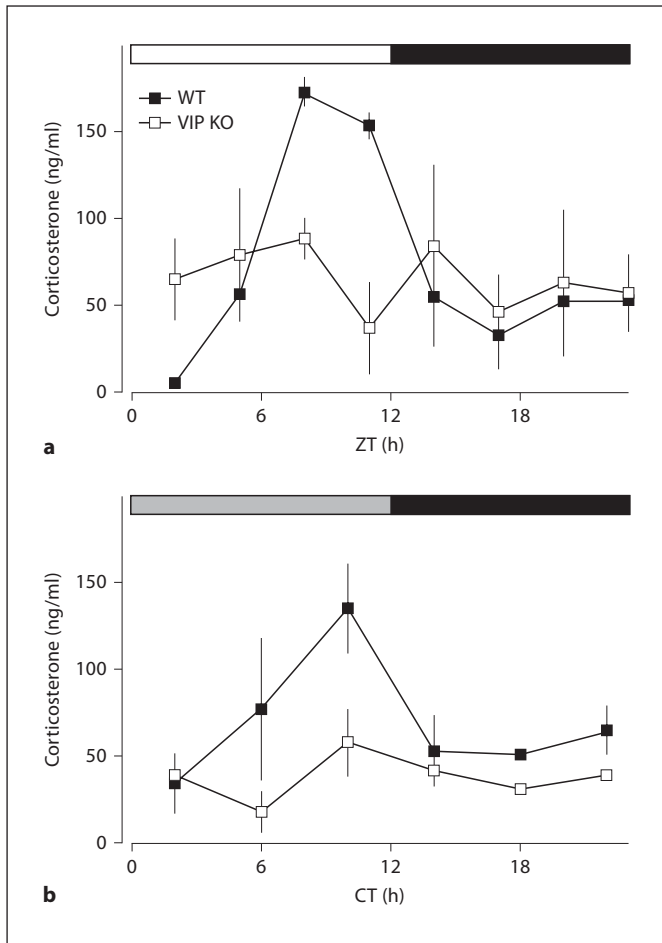 WT
VIP KO
Corticosterone (ng/ml)
150
100
50
0
0 6 12 18
a
ZT (h)
Corticosterone (ng/ml)
150
100
50
0
0 6 12 18
b
CT (h)